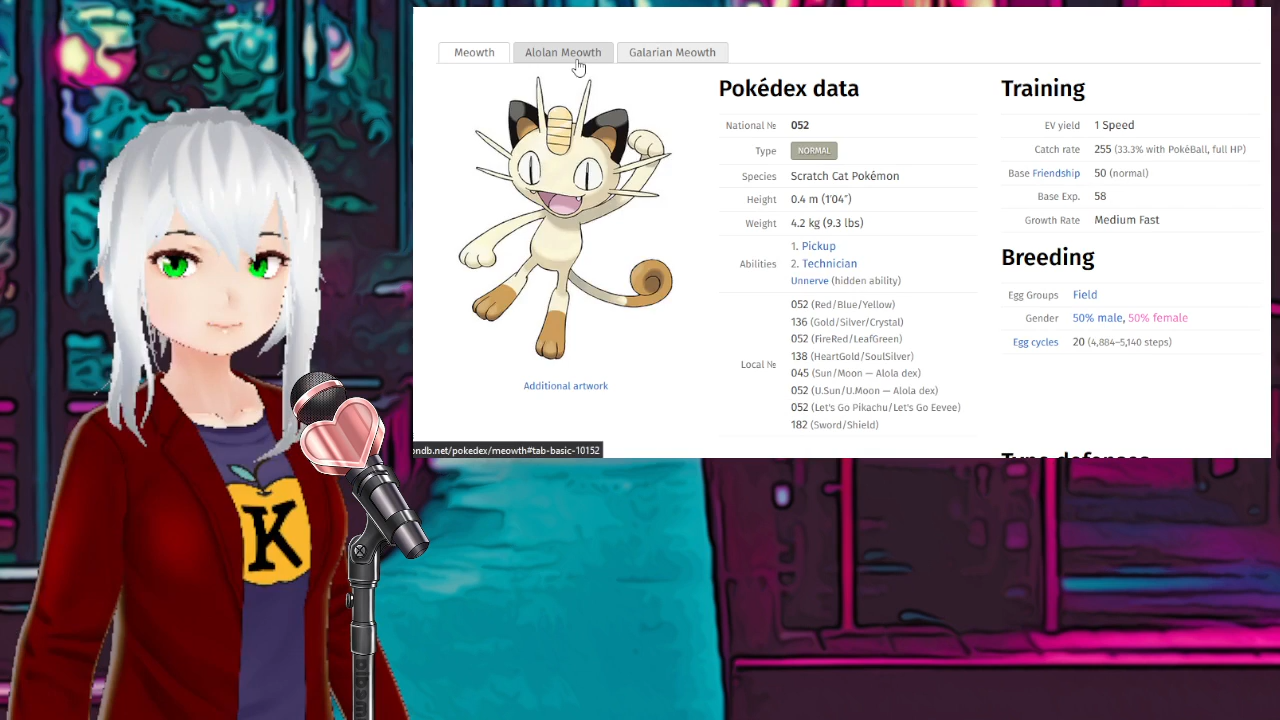 Meowth
Alolan Meowth
Galarian Meowth
Pokédex data
National № 052
Type NORMAL
Species Scratch Cat Pokémon
Height 0.4 m (1′04″)
Weight 4.2 kg (9.3 lbs)
Abilities
1. Pickup
2. Technician
Unnerve (hidden ability)
Local №
052 (Red/Blue/Yellow)
136 (Gold/Silver/Crystal)
052 (FireRed/LeafGreen)
138 (HeartGold/SoulSilver)
045 (Sun/Moon — Alola dex)
052 (U.Sun/U.Moon — Alola dex)
052 (Let's Go Pikachu/Let's Go Eevee)
182 (Sword/Shield)
Additional artwork
Training
EV yield 1 Speed
Catch rate 255 (33.3% with PokéBall, full HP)
Base Friendship 50 (normal)
Base Exp. 58
Growth Rate Medium Fast
Breeding
Egg Groups Field
Gender 50% male, 50% female
Egg cycles 20 (4,884–5,140 steps)
ondb.net/pokedex/meowth#tab-basic-10152
K